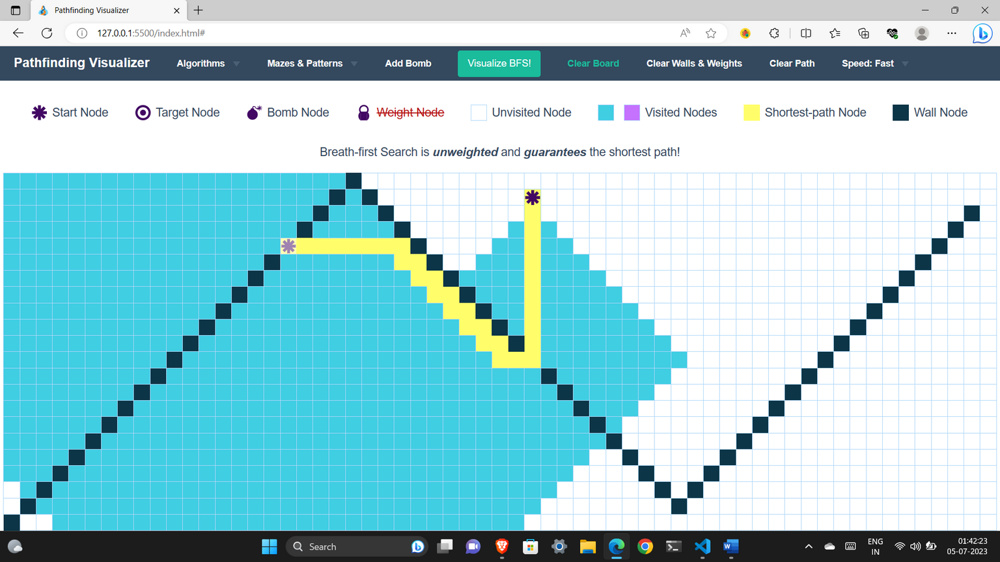 Pathfinding Visualizer
127.0.0.1:5500/index.html#
Pathfinding Visualizer Algorithms Mazes & Patterns Add Bomb Visualize BFS! Clear Board Clear Walls & Weights Clear Path Speed: Fast
Start Node Target Node Bomb Node Weight Node Unvisited Node Visited Nodes Shortest-path Node Wall Node
Breath-first Search is unweighted and guarantees the shortest path!
Search
ENG
IN
01:42:23
05-07-2023